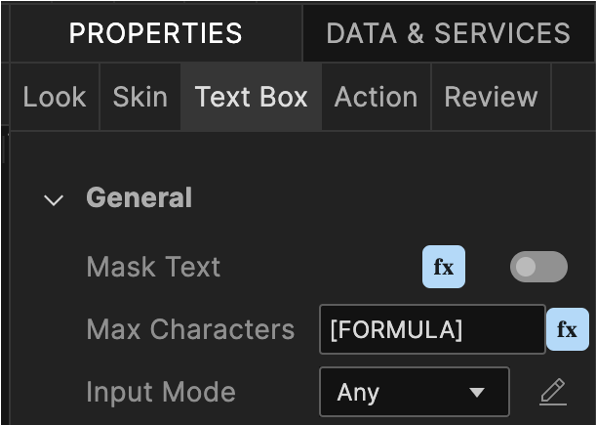 PROPERTIES DATA & SERVICES
Look Skin Text Box Action Review
General
Mask Text fx
Max Characters [FORMULA] fx
Input Mode Any